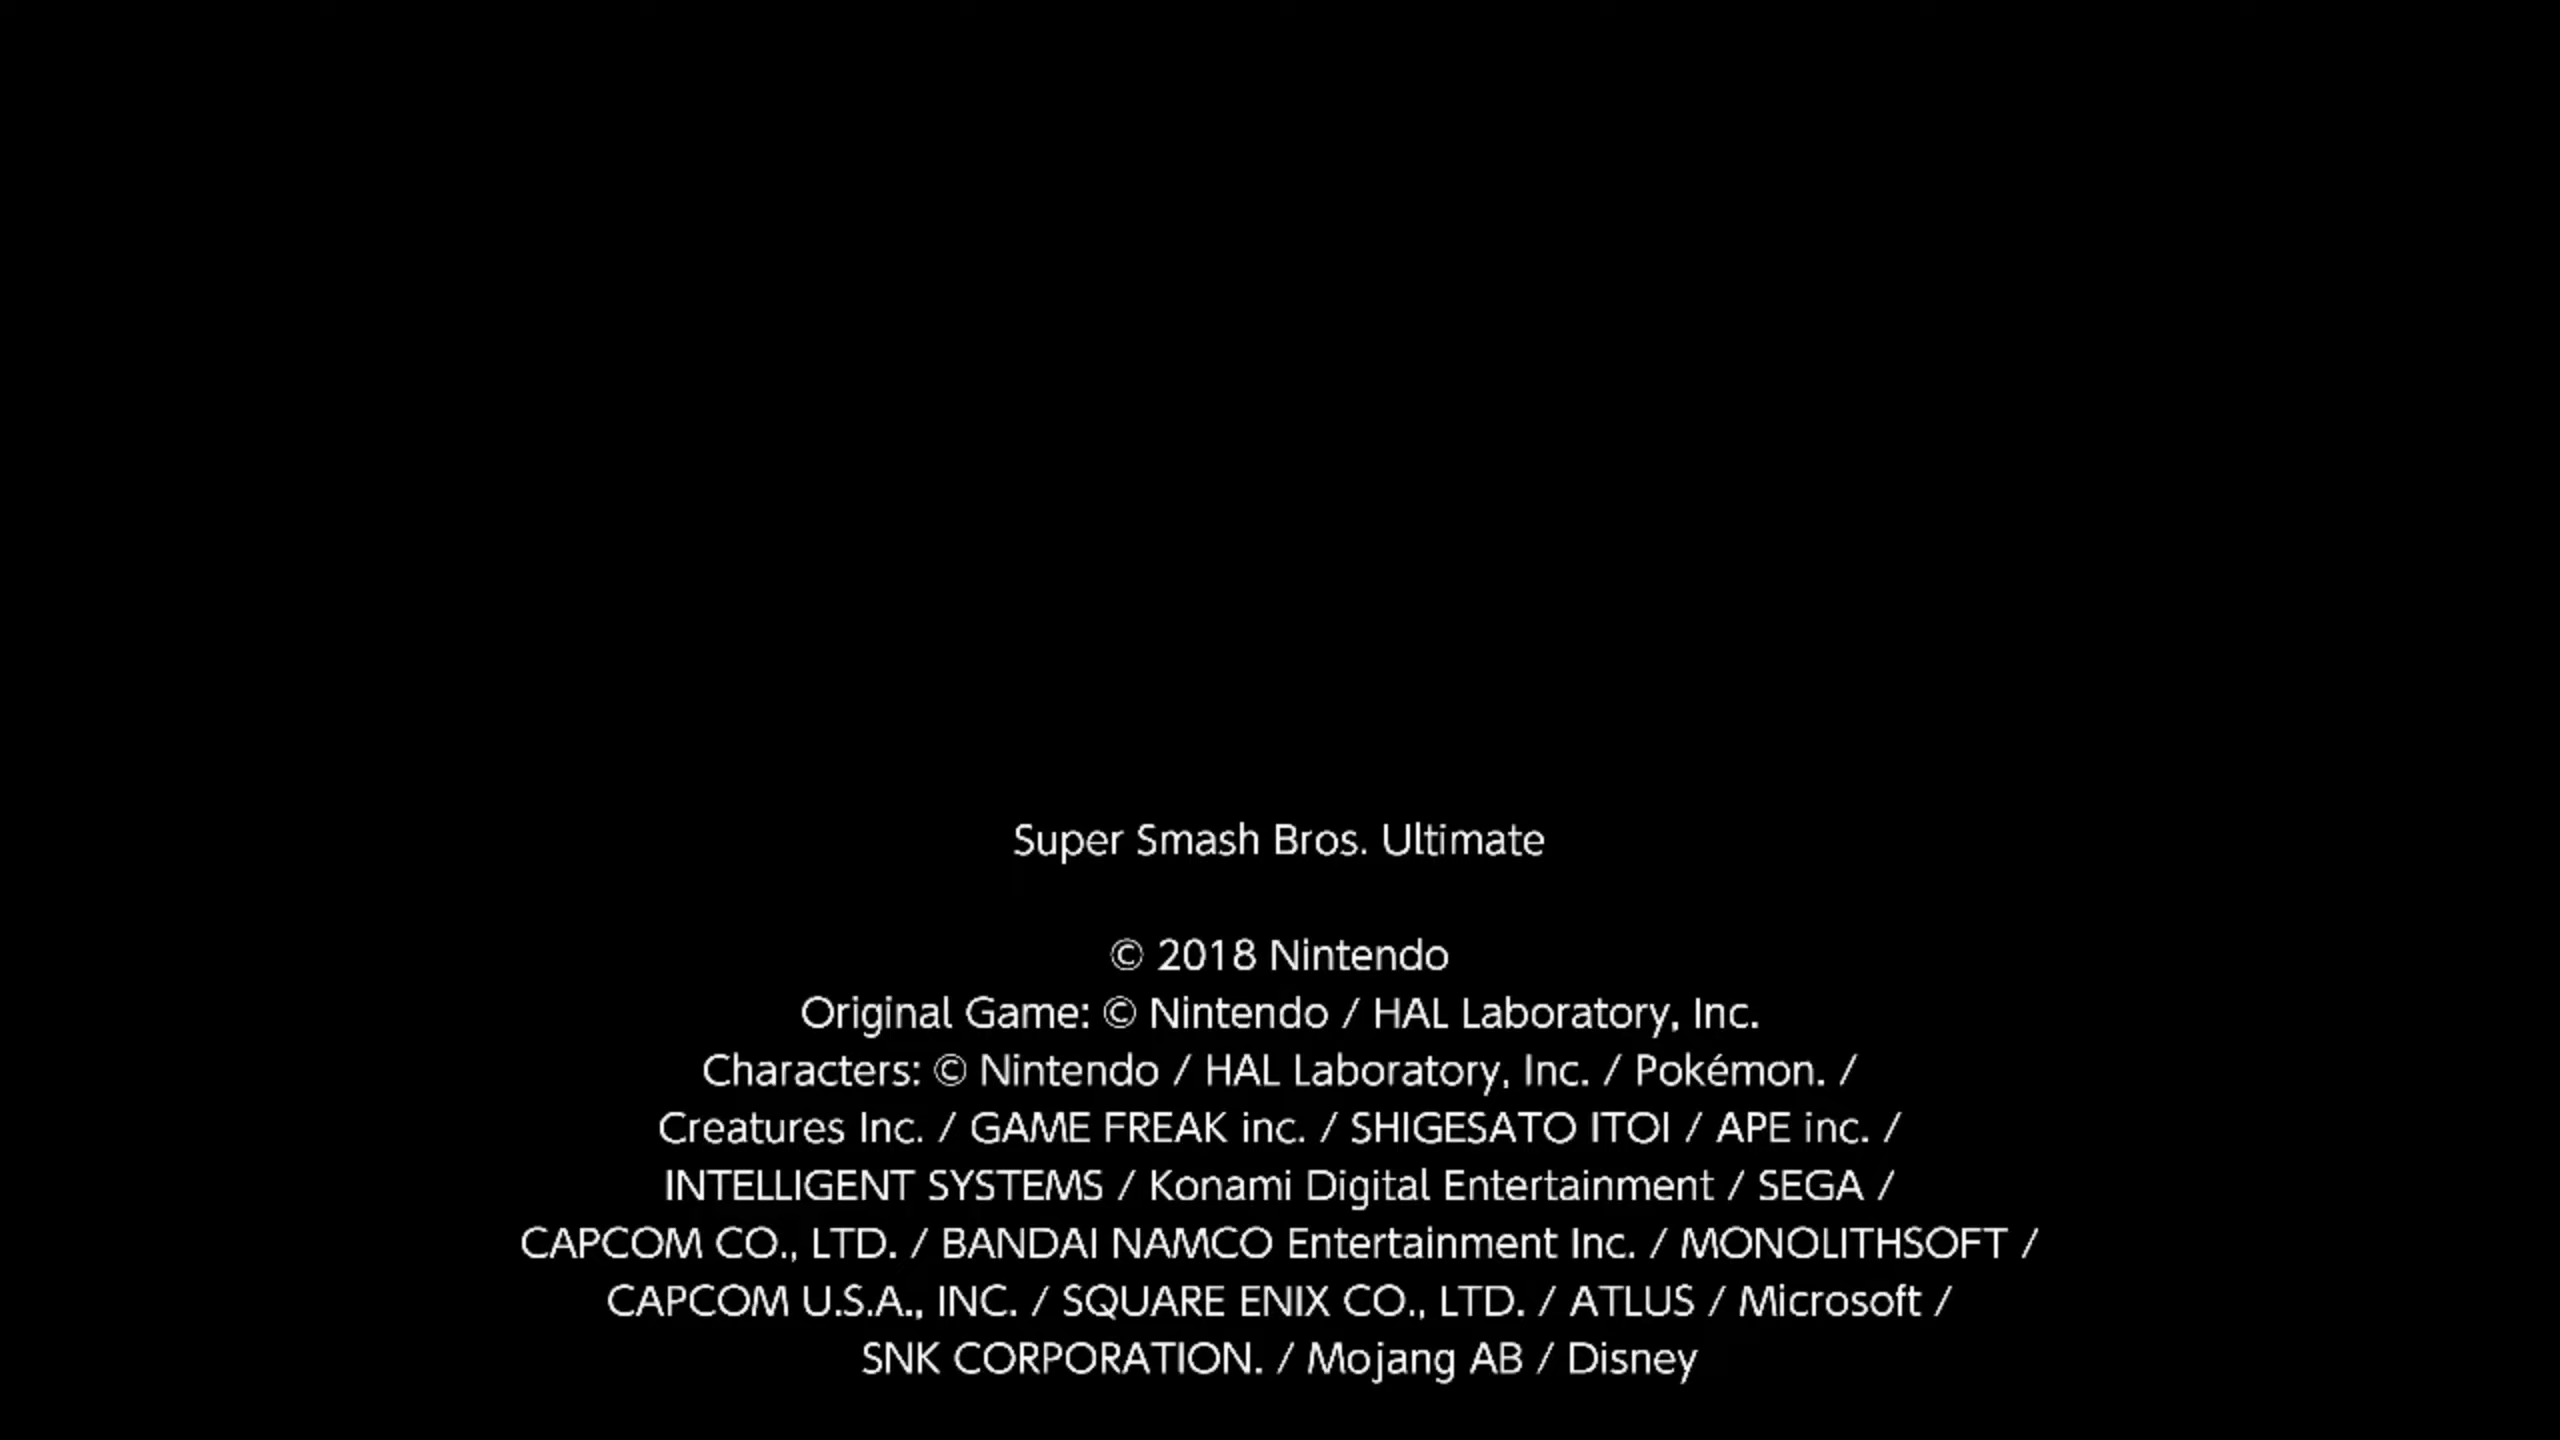 Super Smash Bros. Ultimate
© 2018 Nintendo
Original Game: © Nintendo / HAL Laboratory, Inc.
Characters: © Nintendo / HAL Laboratory, Inc. / Pokémon. /
Creatures Inc. / GAME FREAK inc. / SHIGESATO ITOI / APE inc. /
INTELLIGENT SYSTEMS / Konami Digital Entertainment / SEGA /
CAPCOM CO., LTD. / BANDAI NAMCO Entertainment Inc. / MONOLITHSOFT /
CAPCOM U.S.A., INC. / SQUARE ENIX CO., LTD. / ATLUS / Microsoft /
SNK CORPORATION. / Mojang AB / Disney